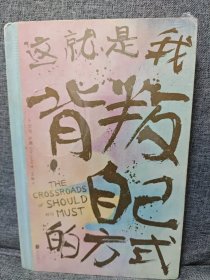 这就是我
背叛
THE
CROSSROADS
OF SHOULD
AND MUST
自己
的方式